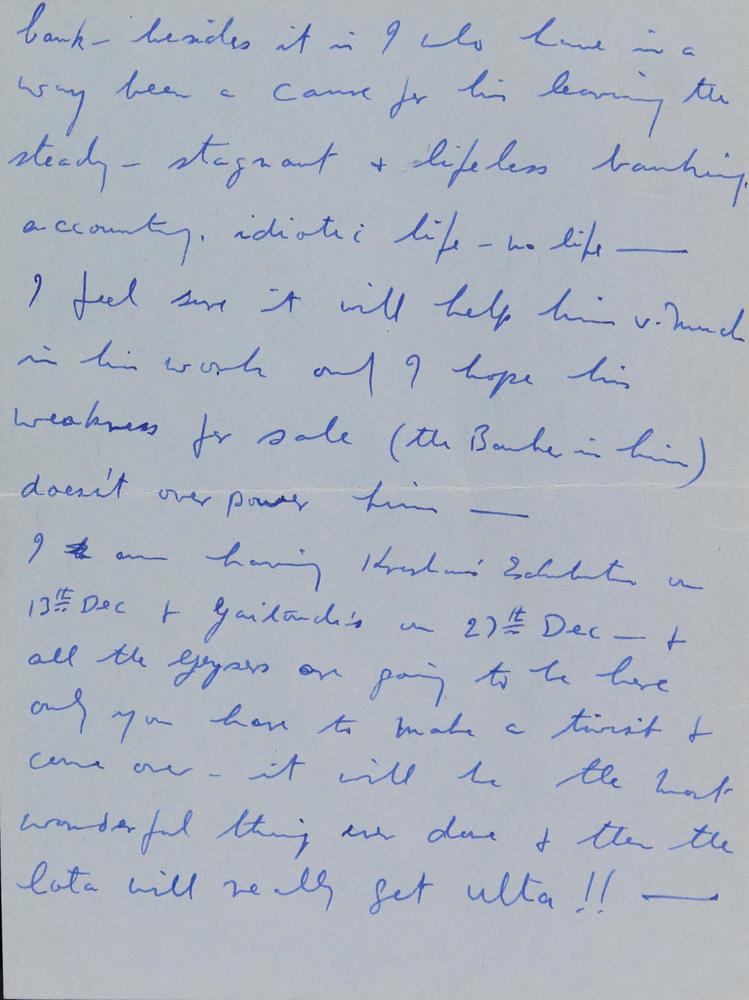 bank - besides it is I who have in a
way been a cause for his leaving the
steady - stagnant & lifeless banking,
accounting, idiotic life - no life —
I feel sure it will help him v. much
in his work and I hope his
weakness for sale (the Banker in him)
doesn't over power him —
I am having Krishen's Exhibition on
13th Dec & Gaitonde's on 27th Dec — &
all the Geysers are going to be here
only you have to make a twist &
come over - it will be the most
wonderful thing ever done & then the
lota will really get ulta !! —